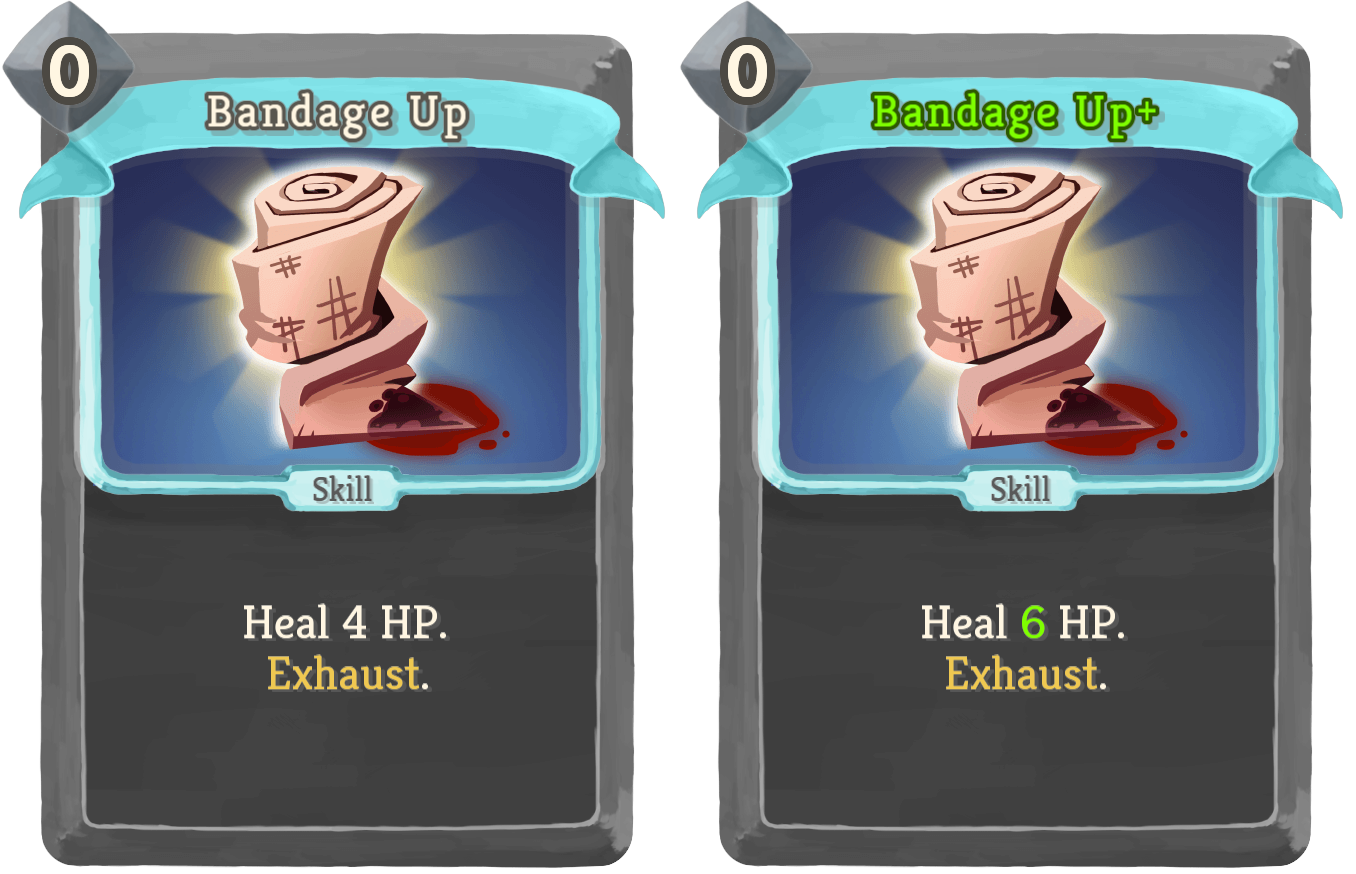 0
Bandage Up
Skill
Heal 4 HP.
Exhaust.
0
Bandage Up+
Skill
Heal 6 HP.
Exhaust.